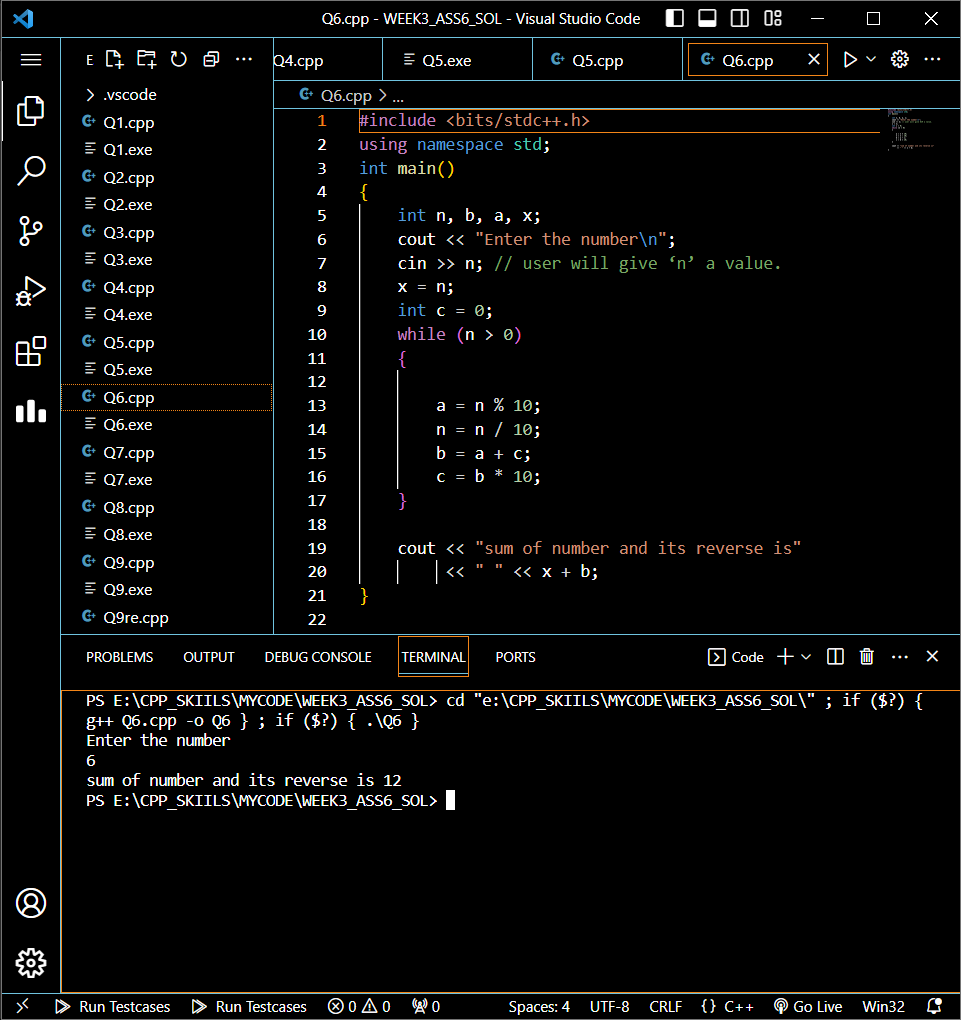 Q6.cpp - WEEK3_ASS6_SOL - Visual Studio Code
E
Q4.cpp
Q5.exe
Q5.cpp
Q6.cpp
.vscode
Q1.cpp
Q1.exe
Q2.cpp
Q2.exe
Q3.cpp
Q3.exe
Q4.cpp
Q4.exe
Q5.cpp
Q5.exe
Q6.cpp
Q6.exe
Q7.cpp
Q7.exe
Q8.cpp
Q8.exe
Q9.cpp
Q9.exe
Q9re.cpp
Q6.cpp > ...
1 #include <bits/stdc++.h>
2 using namespace std;
3 int main()
4 {
5 int n, b, a, x;
6 cout << "Enter the number\n";
7 cin >> n; // user will give ‘n’ a value.
8 x = n;
9 int c = 0;
10 while (n > 0)
11 {
12
13 a = n % 10;
14 n = n / 10;
15 b = a + c;
16 c = b * 10;
17 }
18
19 cout << "sum of number and its reverse is"
20 << " " << x + b;
21 }
22
PROBLEMS OUTPUT DEBUG CONSOLE TERMINAL PORTS Code
PS E:\CPP_SKIILS\MYCODE\WEEK3_ASS6_SOL> cd "e:\CPP_SKIILS\MYCODE\WEEK3_ASS6_SOL\" ; if ($?) {
g++ Q6.cpp -o Q6 } ; if ($?) { .\Q6 }
Enter the number
6
sum of number and its reverse is 12
PS E:\CPP_SKIILS\MYCODE\WEEK3_ASS6_SOL>
Run Testcases Run Testcases 0 0 0 Spaces: 4 UTF-8 CRLF {} C++ Go Live Win32